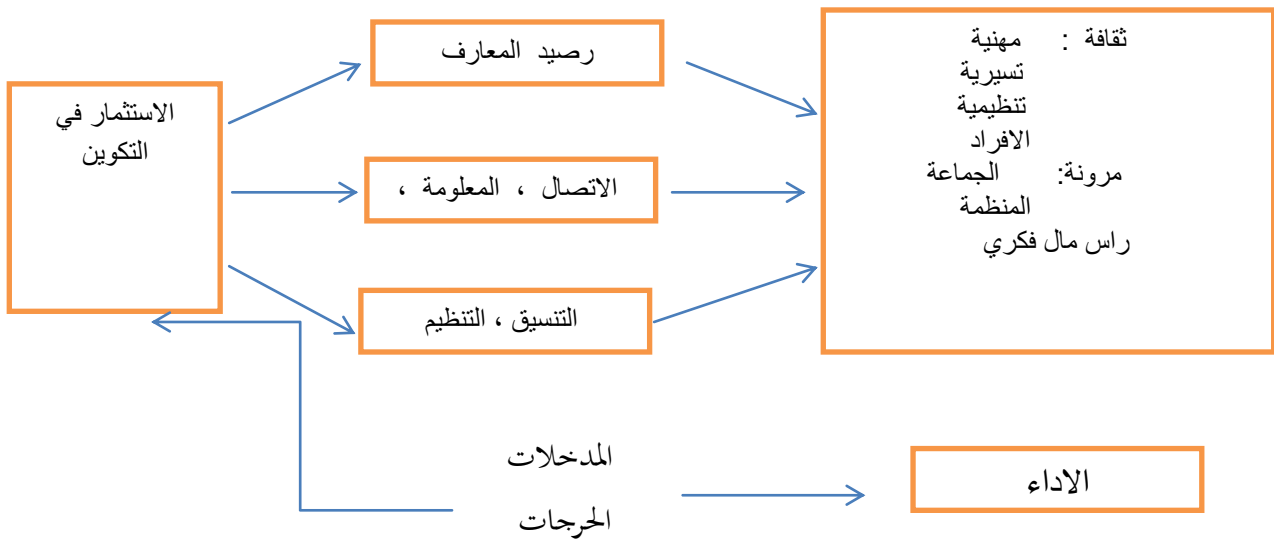 الاستثمار في
التكوين
رصيد المعارف
الاتصال ، المعلومة ،
التنسيق ، التنظيم
ثقافة : مهنية
تسيرية
تنظيمية
الافراد
مرونة: الجماعة
المنظمة
راس مال فكري
المدخلات
الحرجات
الاداء